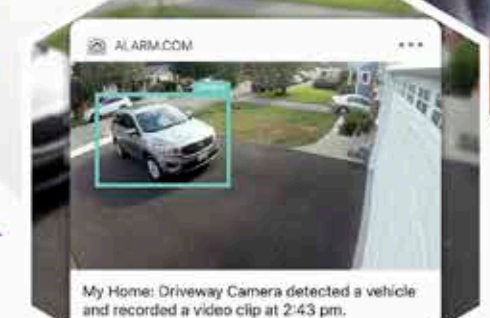 ALARM.COM
My Home: Driveway Camera detected a vehicle
and recorded a video clip at 2:43 pm.